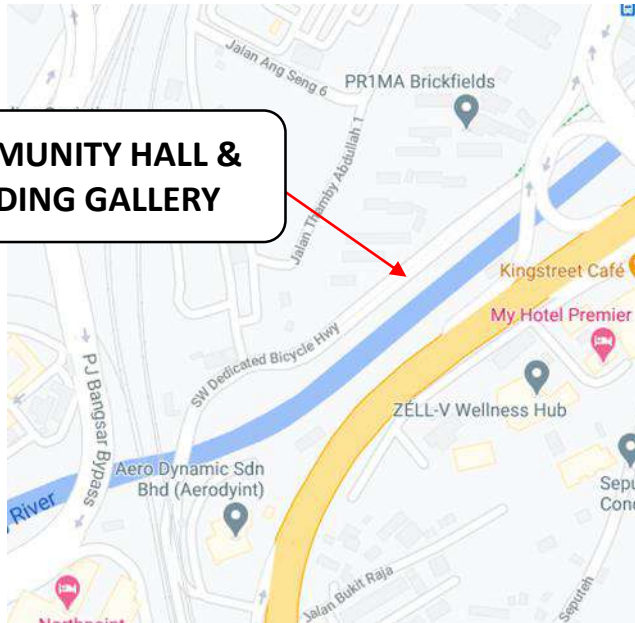 Jalan Ang Seng 6
PR1MA Brickfields
MUNITY HALL &
DING GALLERY
Jalan Thamby Abdullah 1
Kingstreet Café
My Hotel Premier
SW Dedicated Bicycle Hwy
PJ Bangsar Bypass
ZÉLL-V Wellness Hub
Aero Dynamic Sdn
Bhd (Aerodyint)
Sepu
Cond
River
Jalan Bukit Raja
Seputeh
Northpoint